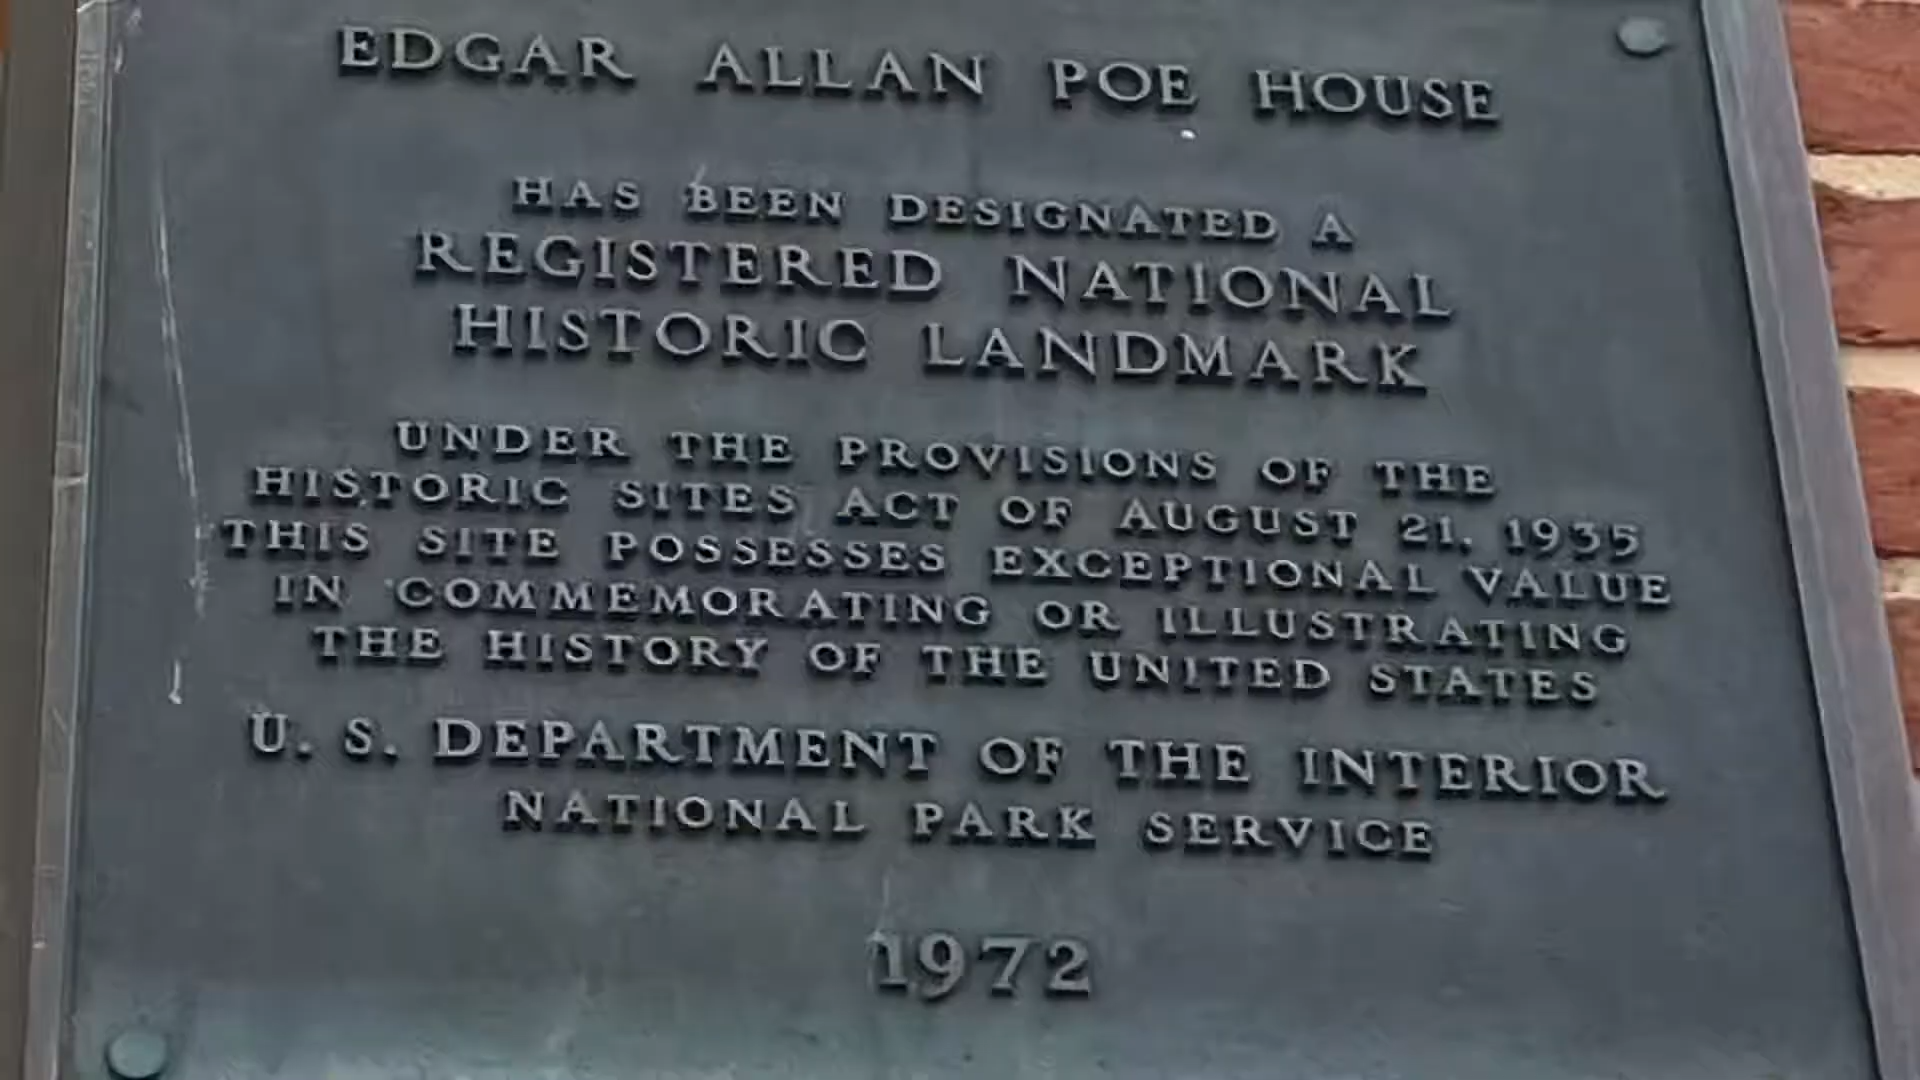 EDGAR ALLAN POE HOUSE
HAS BEEN DESIGNATED A
REGISTERED NATIONAL
HISTORIC LANDMARK
UNDER THE PROVISIONS OF THE
HISTORIC SITES ACT OF AUGUST 21, 1935
THIS SITE POSSESSES EXCEPTIONAL VALUE
IN COMMEMORATING OR ILLUSTRATING
THE HISTORY OF THE UNITED STATES
U. S. DEPARTMENT OF THE INTERIOR
NATIONAL PARK SERVICE
1972